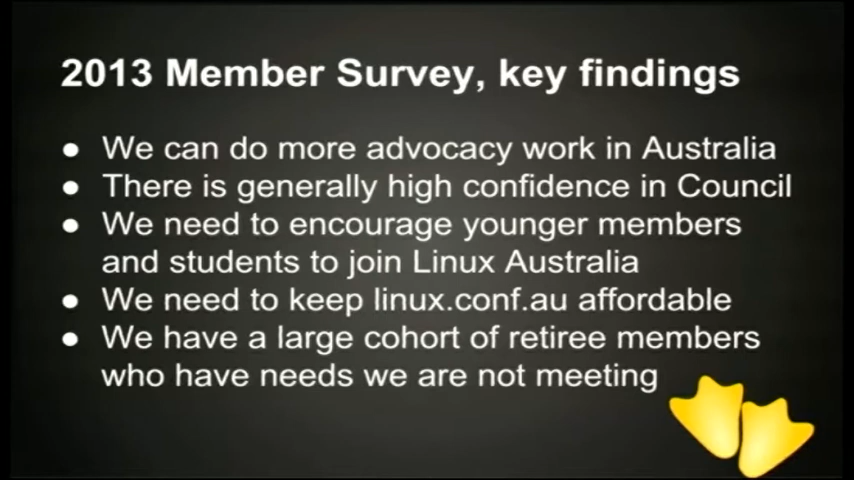 2013 Member Survey, key findings
● We can do more advocacy work in Australia
● There is generally high confidence in Council
● We need to encourage younger members
and students to join Linux Australia
● We need to keep linux.conf.au affordable
● We have a large cohort of retiree members
who have needs we are not meeting